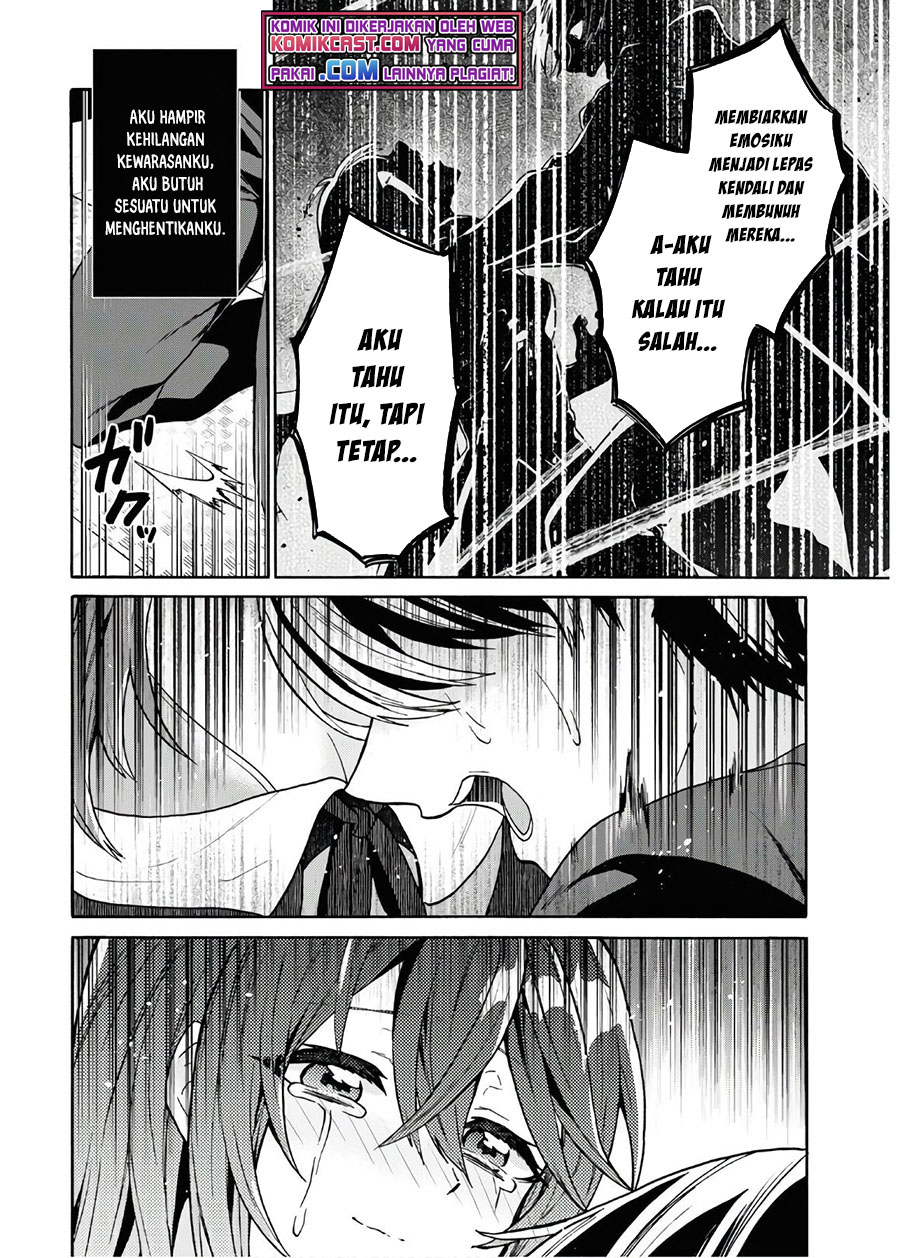 KOMIK INI DIKERJAKAN OLEH WEB
KOMIKCAST.COM YANG CUMA
PAKAI .COM LAINNYA PLAGIAT!
MEMBIARKAN
EMOSIKU
MENJADI LEPAS
KENDALI DAN
MEMBUNUH
MEREKA...
A-AKU
TAHU
KALAU ITU
SALAH...
AKU
TAHU
ITU, TAPI
TETAP...
AKU HAMPIR
KEHILANGAN
KEWARASANKU,
AKU BUTUH
SESUATU UNTUK
MENGHENTIKANKU.
ガクッ